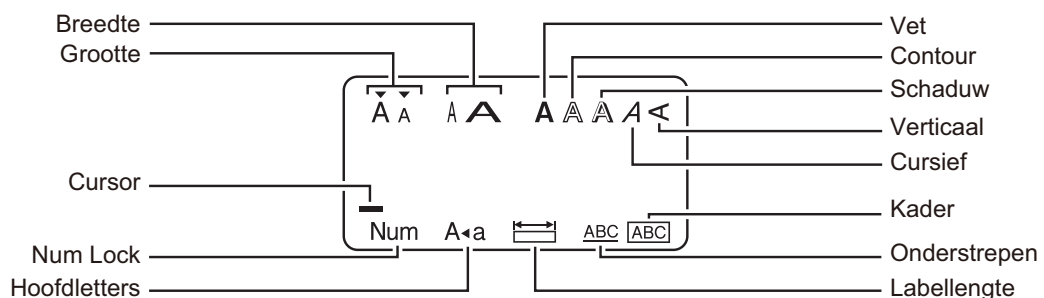 Breedte
Grootte
Cursor
Num Lock
Hoofdletters
A A A A A A A A A
Num A◂a ABC ABC
Vet
Contour
Schaduw
Verticaal
Cursief
Kader
Onderstrepen
Labellengte